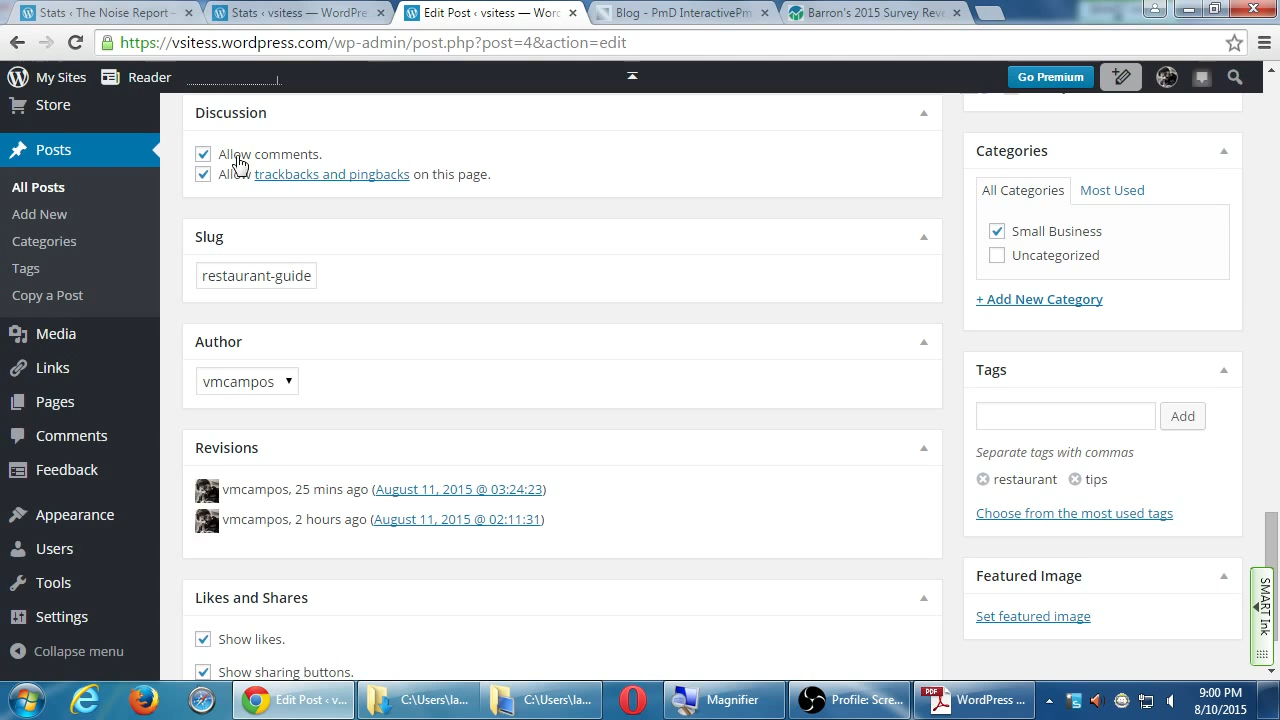 Stats ‹ The Noise Report –
Stats ‹ vsitess — WordPre
Edit Post ‹ vsitess — Wor
Blog - PmD InteractivePm
Barron's 2015 Survey Reve
https://vsitess.wordpress.com/wp-admin/post.php?post=4&action=edit
My Sites
Reader
Go Premium
Store
Posts
All Posts
Add New
Categories
Tags
Copy a Post
Media
Links
Pages
Comments
Feedback
Appearance
Users
Tools
Settings
Collapse menu
Discussion
Allow comments.
Allow trackbacks and pingbacks on this page.
Slug
restaurant-guide
Author
vmcampos
Revisions
vmcampos, 25 mins ago (August 11, 2015 @ 03:24:23)
vmcampos, 2 hours ago (August 11, 2015 @ 02:11:31)
Likes and Shares
Show likes.
Show sharing buttons.
Categories
All Categories
Most Used
Small Business
Uncategorized
+ Add New Category
Tags
Add
Separate tags with commas
restaurant
tips
Choose from the most used tags
Featured Image
Set featured image
SMART Ink
Edit Post ‹ v...
C:\Users\la...
C:\Users\la...
Magnifier
Profile: Scre...
PDF
WordPress ...
9:00 PM
8/10/2015